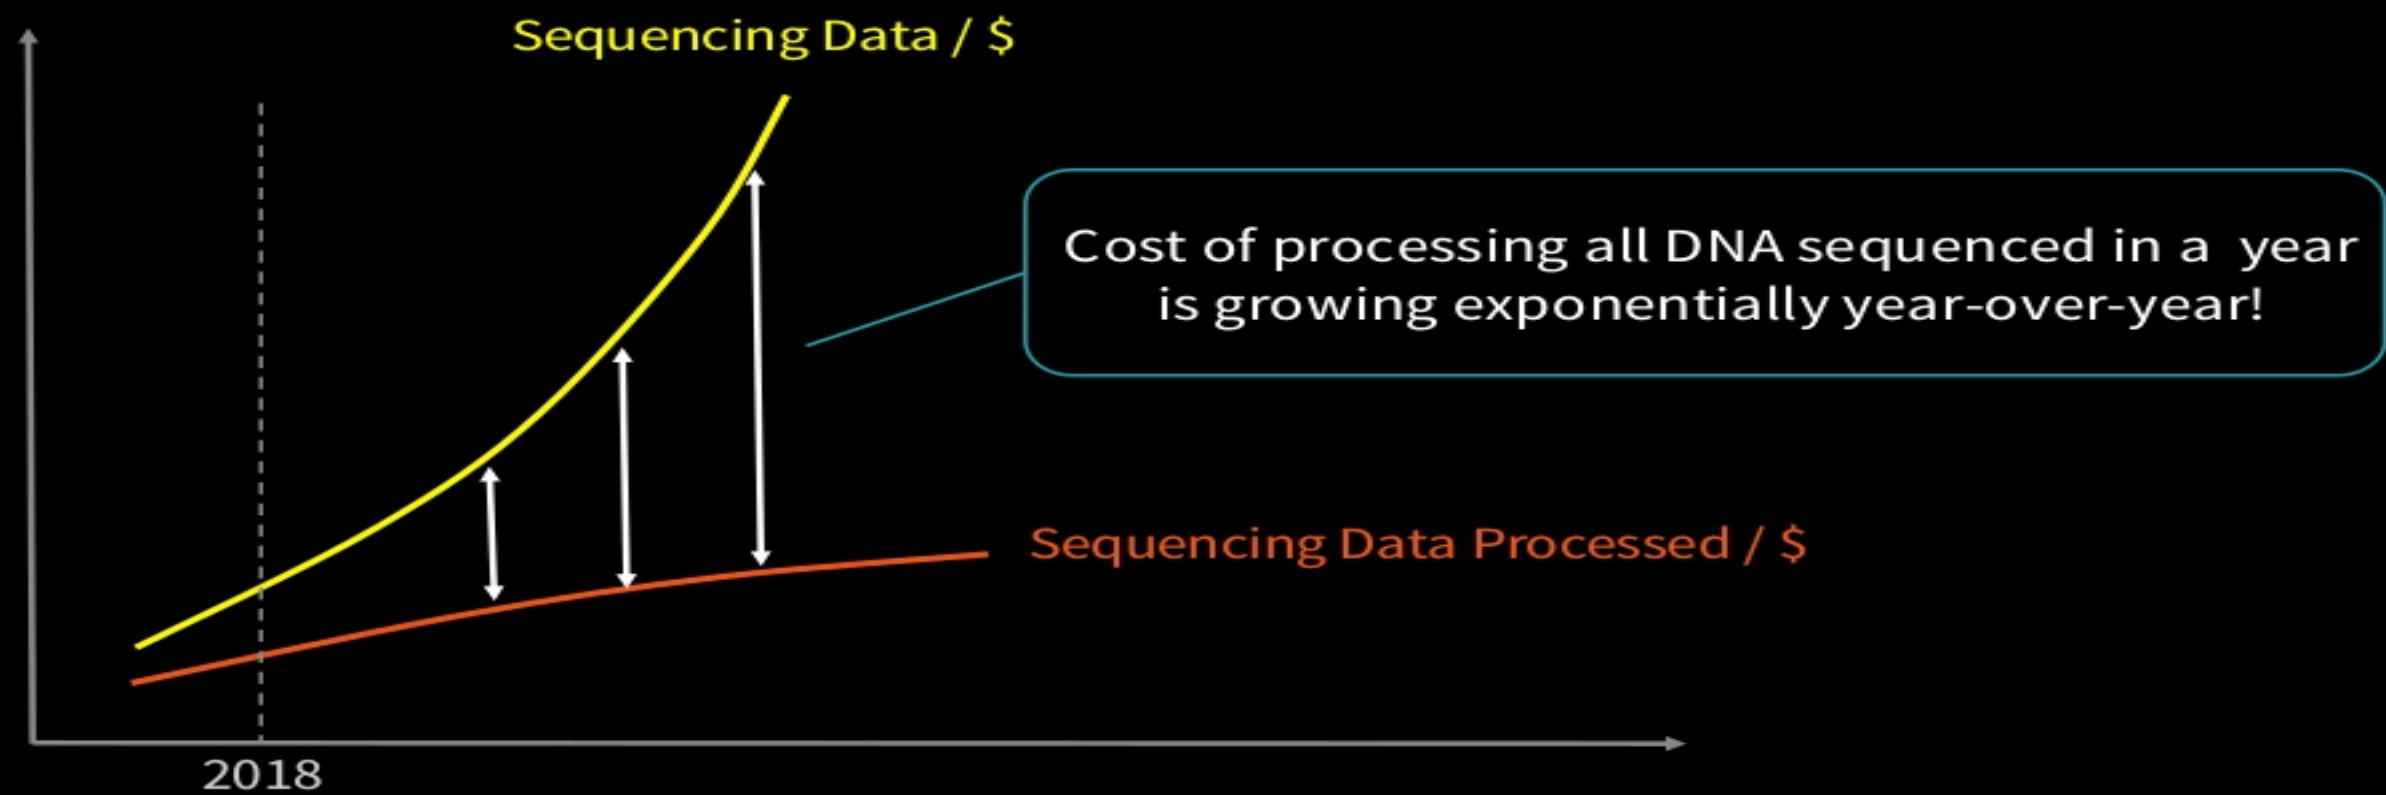 Sequencing Data / $
Cost of processing all DNA sequenced in a year
is growing exponentially year-over-year!
Sequencing Data Processed / $
2018